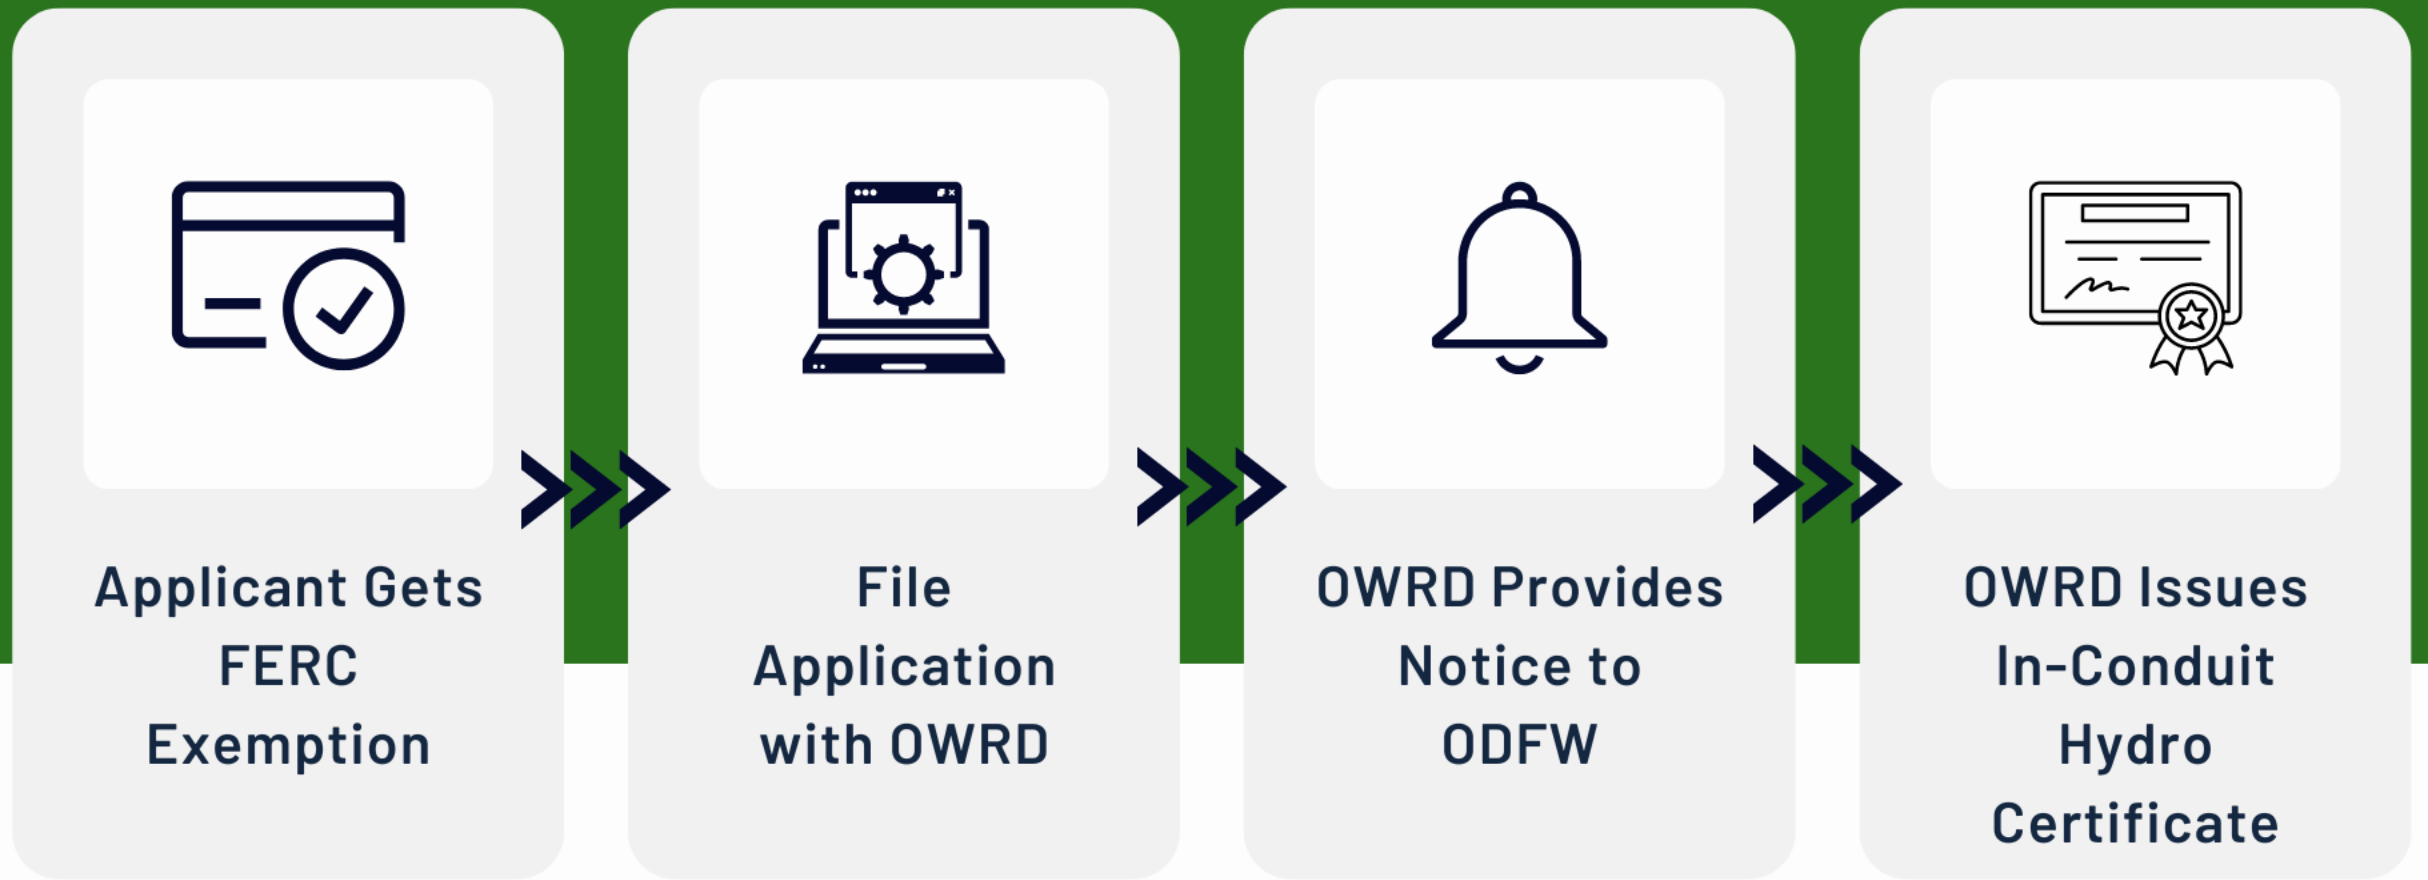 Applicant Gets
FERC
Exemption
File
Application
with OWRD
OWRD Provides
Notice to
ODFW
OWRD Issues
In-Conduit
Hydro
Certificate